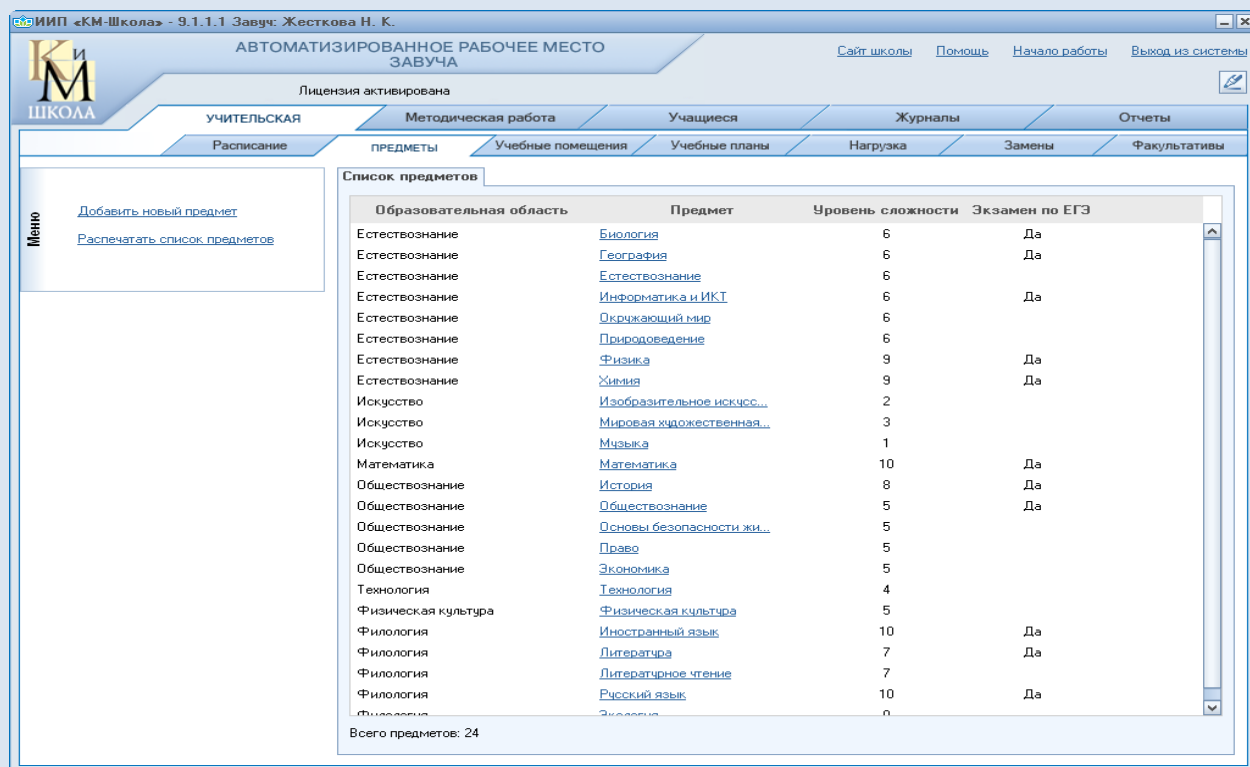 ИИП «КМ-Школа» - 9.1.1.1 Завуч: Жесткова Н. К.
КиМ
ШКОЛА
АВТОМАТИЗИРОВАННОЕ РАБОЧЕЕ МЕСТО
ЗАВУЧА
Сайт школы Помощь Начало работы Выход из системы
Лицензия активирована
УЧИТЕЛЬСКАЯ Методическая работа Учащиеся Журналы Отчеты
Расписание ПРЕДМЕТЫ Учебные помещения Учебные планы Нагрузка Замены Факультативы
Меню
Добавить новый предмет
Распечатать список предметов
Список предметов
Образовательная область Предмет Уровень сложности Экзамен по ЕГЭ
Естествознание Биология 6 Да
Естествознание География 6 Да
Естествознание Естествознание 6
Естествознание Информатика и ИКТ 6 Да
Естествознание Окружающий мир 6
Естествознание Природоведение 6
Естествознание Физика 9 Да
Естествознание Химия 9 Да
Искусство Изобразительное искусс... 2
Искусство Мировая художественная... 3
Искусство Музыка 1
Математика Математика 10 Да
Обществознание История 8 Да
Обществознание Обществознание 5 Да
Обществознание Основы безопасности жи... 5
Обществознание Право 5
Обществознание Экономика 5
Технология Технология 4
Физическая культура Физическая культура 5
Филология Иностранный язык 10 Да
Филология Литература 7 Да
Филология Литературное чтение 7
Филология Русский язык 10 Да
Филология Экология
Всего предметов: 24